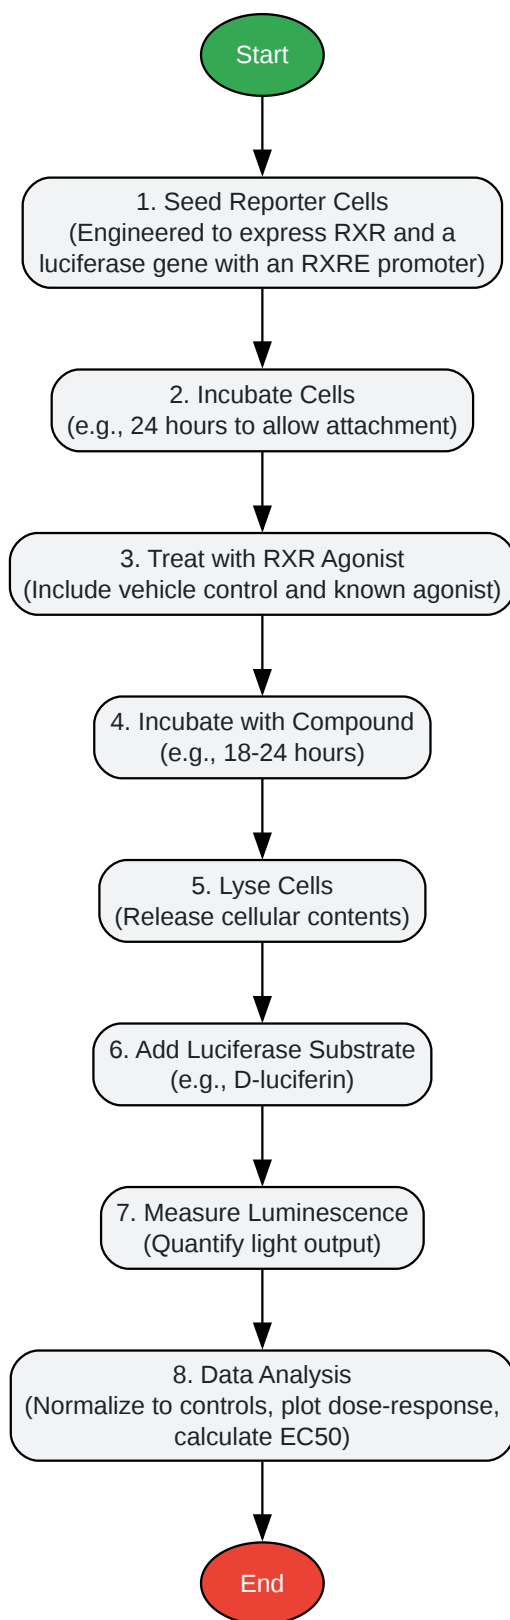 Start
1. Seed Reporter Cells
(Engineered to express RXR and a
luciferase gene with an RXRE promoter)
2. Incubate Cells
(e.g., 24 hours to allow attachment)
3. Treat with RXR Agonist
(Include vehicle control and known agonist)
4. Incubate with Compound
(e.g., 18-24 hours)
5. Lyse Cells
(Release cellular contents)
6. Add Luciferase Substrate
(e.g., D-luciferin)
7. Measure Luminescence
(Quantify light output)
8. Data Analysis
(Normalize to controls, plot dose-response,
calculate EC50)
End